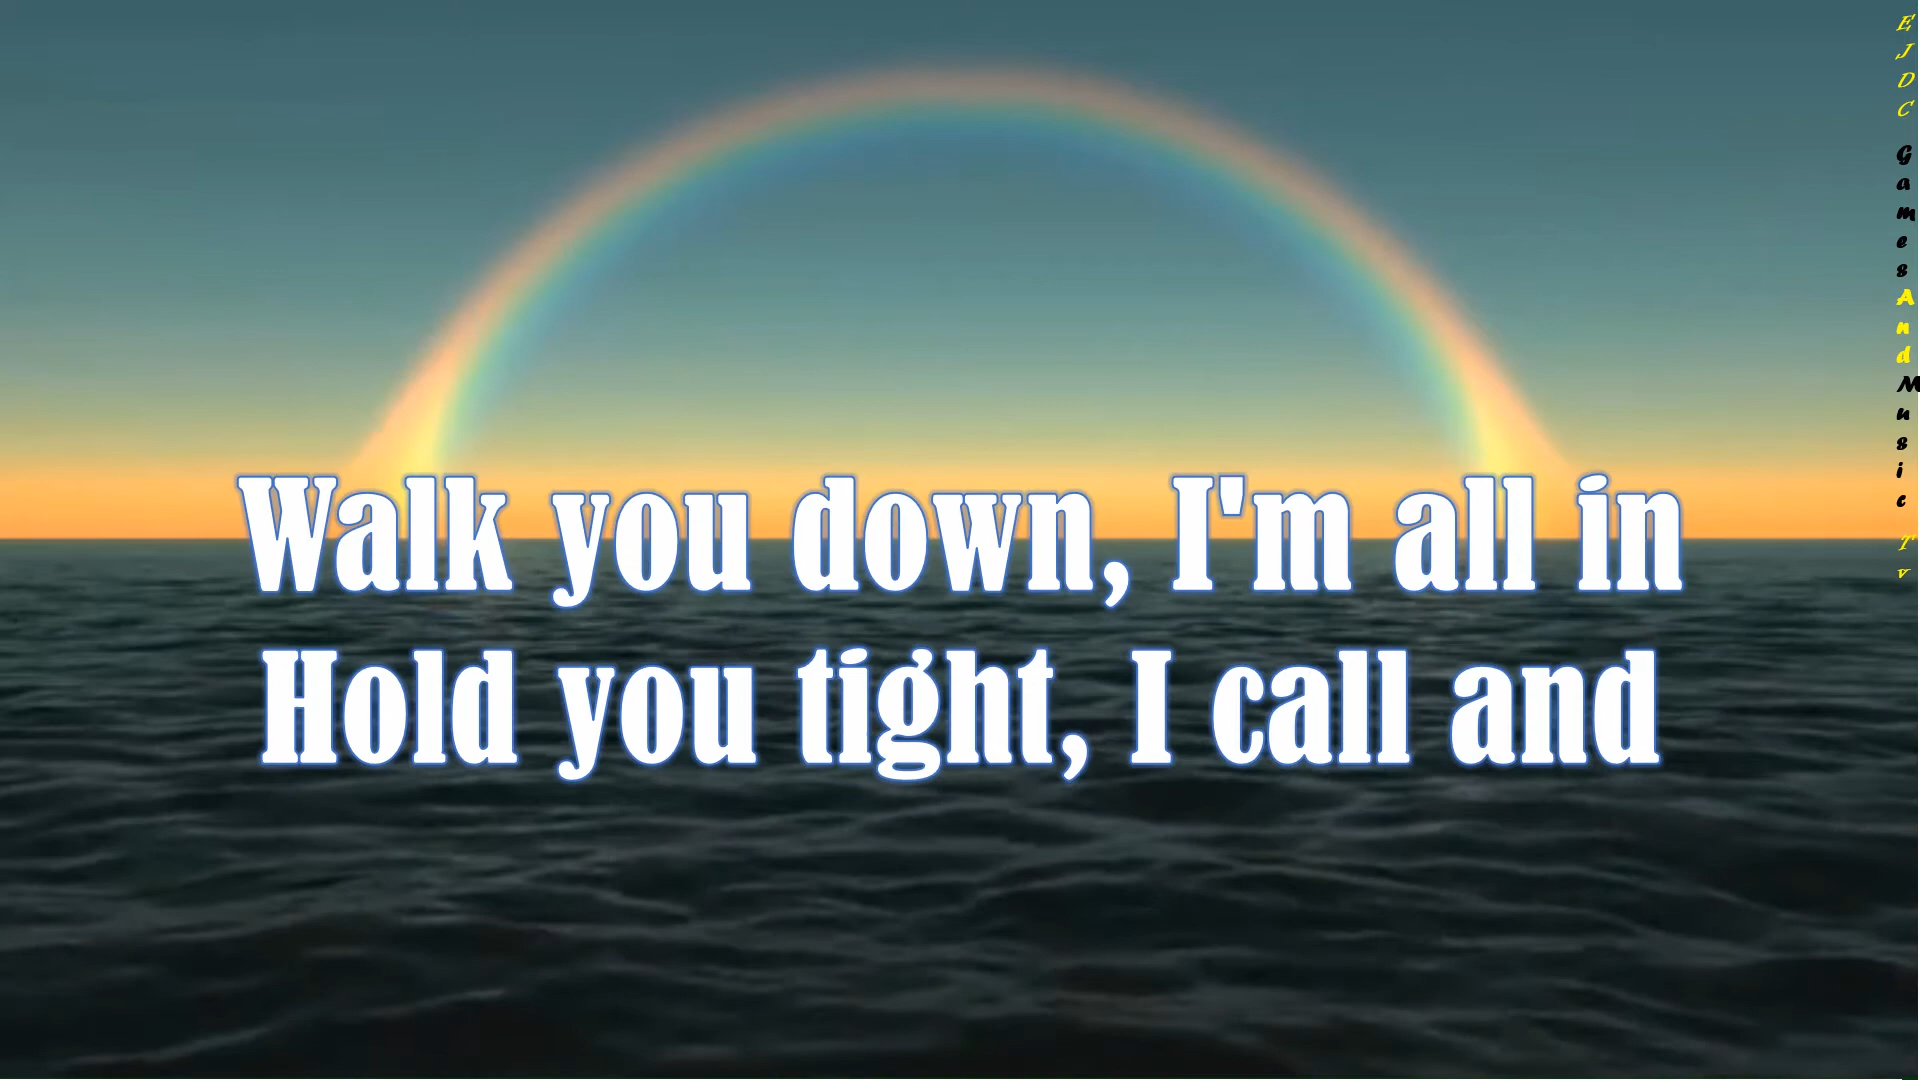 Walk you down, I'm all in
Hold you tight, I call and
EJDC GamesAndMusic Tv